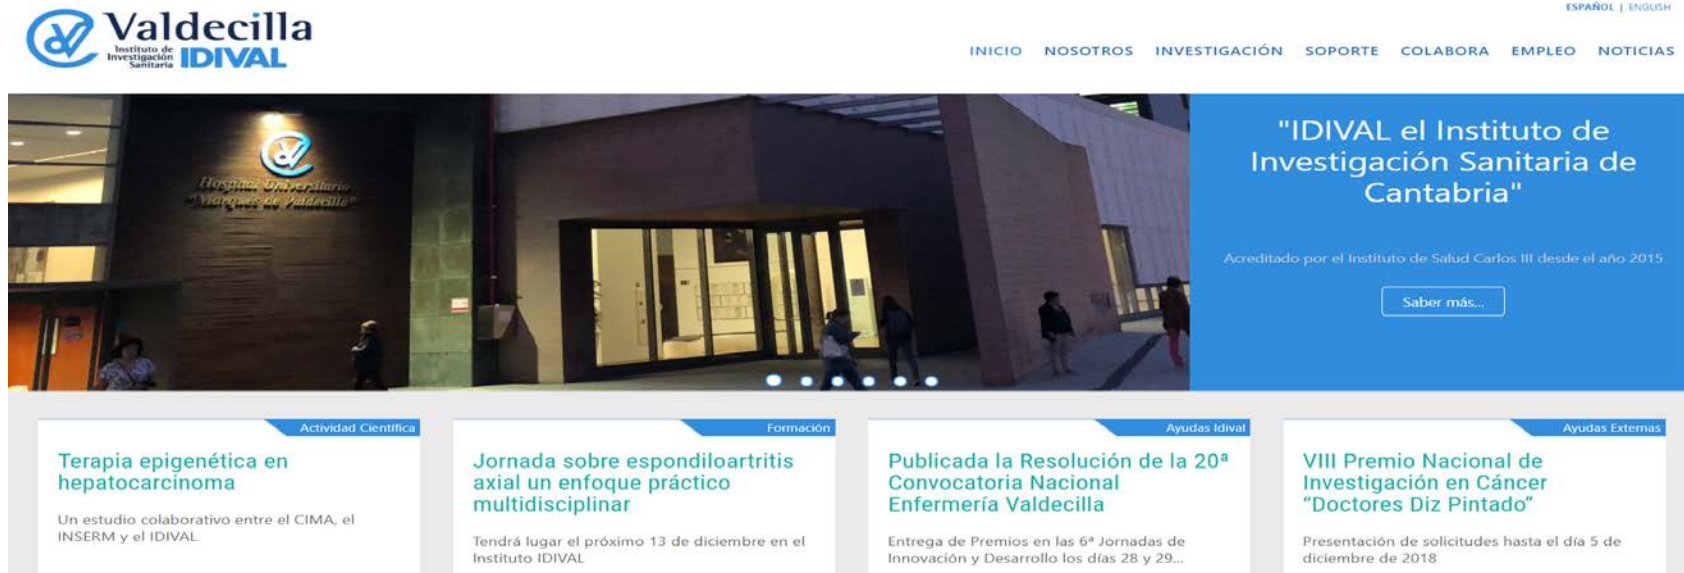 ESPAÑOL | ENGLISH
Valdecilla
Instituto de
Investigación
Sanitaria
IDIVAL
INICIO NOSOTROS INVESTIGACIÓN SOPORTE COLABORA EMPLEO NOTICIAS
Hospital Universitario
"Marqués de Valdecilla"
"IDIVAL el Instituto de
Investigación Sanitaria de
Cantabria"
Acreditado por el Instituto de Salud Carlos III desde el año 2015
Saber más...
Actividad Científica
Terapia epigenética en
hepatocarcinoma
Un estudio colaborativo entre el CIMA, el
INSERM y el IDIVAL
Formación
Jornada sobre espondiloartritis
axial un enfoque práctico
multidisciplinar
Tendrá lugar el próximo 13 de diciembre en el
Instituto IDIVAL
Ayudas Idival
Publicada la Resolución de la 20ª
Convocatoria Nacional
Enfermería Valdecilla
Entrega de Premios en las 6ª Jornadas de
Innovación y Desarrollo los días 28 y 29...
Ayudas Externas
VIII Premio Nacional de
Investigación en Cáncer
“Doctores Diz Pintado”
Presentación de solicitudes hasta el día 5 de
diciembre de 2018